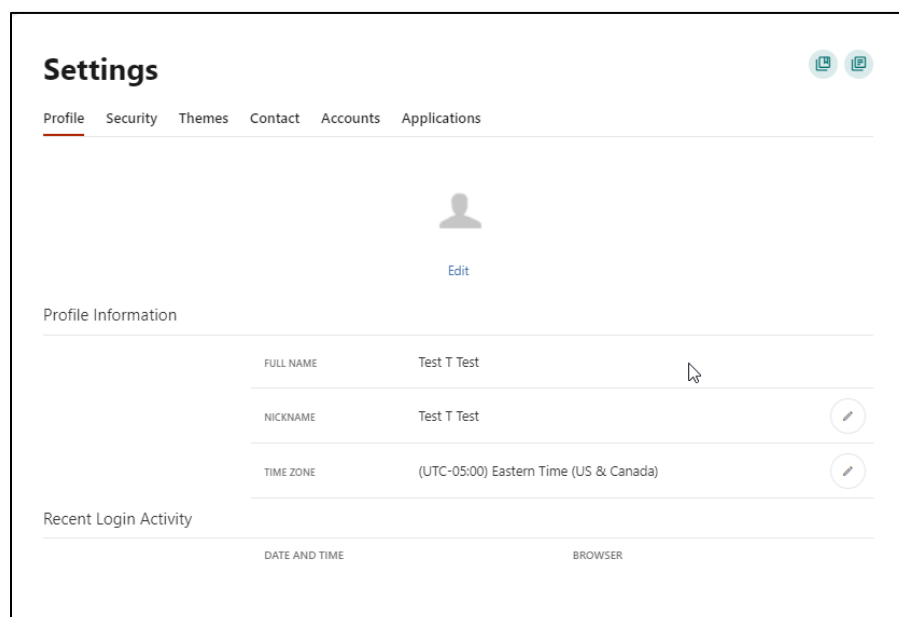 Settings
Profile Security Themes Contact Accounts Applications
Edit
Profile Information
FULL NAME Test T Test
NICKNAME Test T Test
TIME ZONE (UTC-05:00) Eastern Time (US & Canada)
Recent Login Activity
DATE AND TIME BROWSER